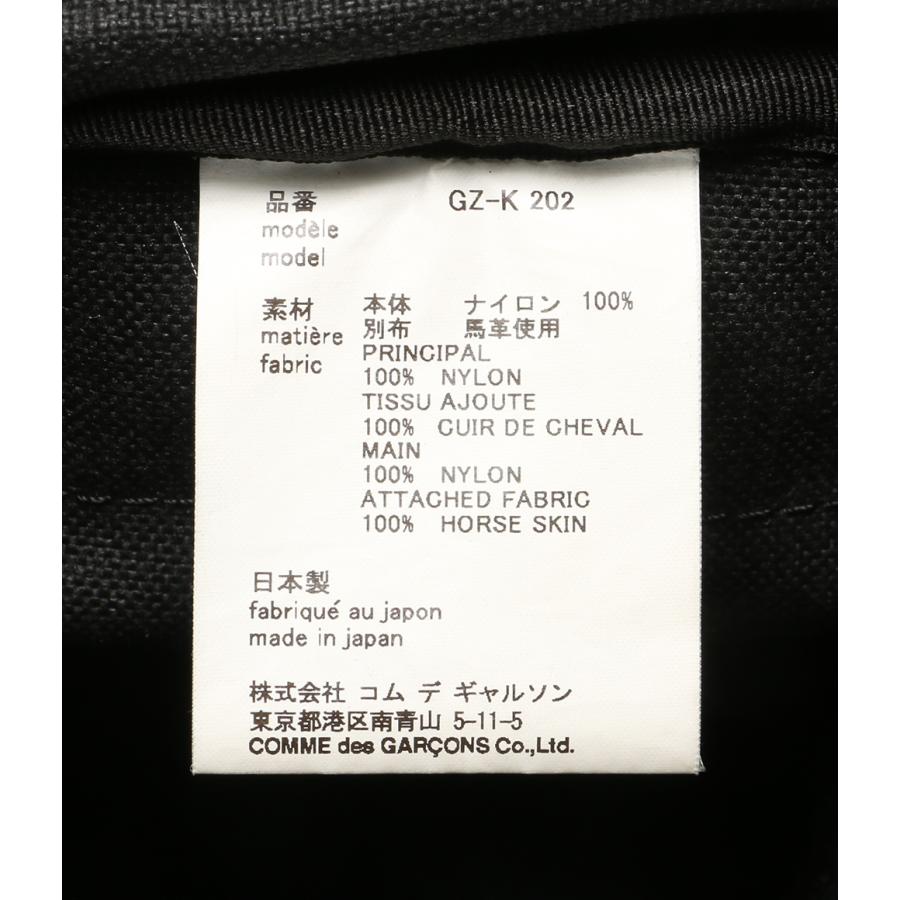 品番 GZ-K 202
modèle
model
素材 本体 ナイロン 100%
matière 別布 馬革使用
fabric PRINCIPAL
100% NYLON
TISSU AJOUTE
100% CUIR DE CHEVAL
MAIN
100% NYLON
ATTACHED FABRIC
100% HORSE SKIN
日本製
fabriqué au japon
made in japan
株式会社 コム デ ギャルソン
東京都港区南青山 5-11-5
COMME des GARÇONS Co.,Ltd.